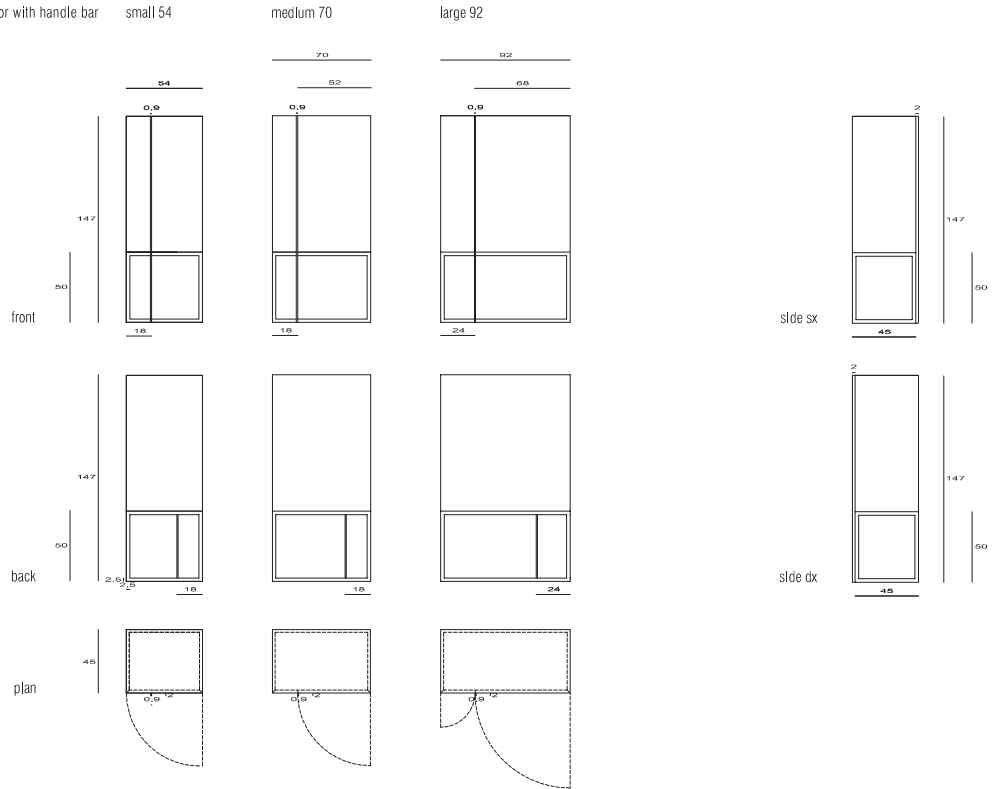 or with handle bar small 54 medium 70 large 92
70 92
54 52 68
0,9 0,9 0,9 2
147 147
50 50
front side sx
18 18 24 45
2
147 147
50 50
back side dx
2,5
2,5
18 18 24 45
45
plan
0,9 2 0,9 2 0,9 2